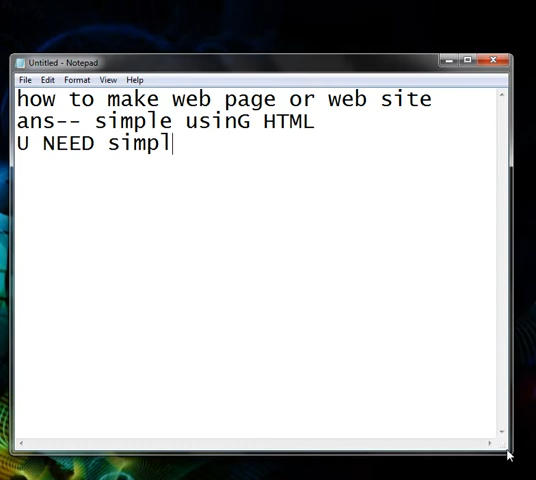 Untitled - Notepad
File Edit Format View Help
how to make web page or web site
ans-- simple usinG HTML
U NEED simpl